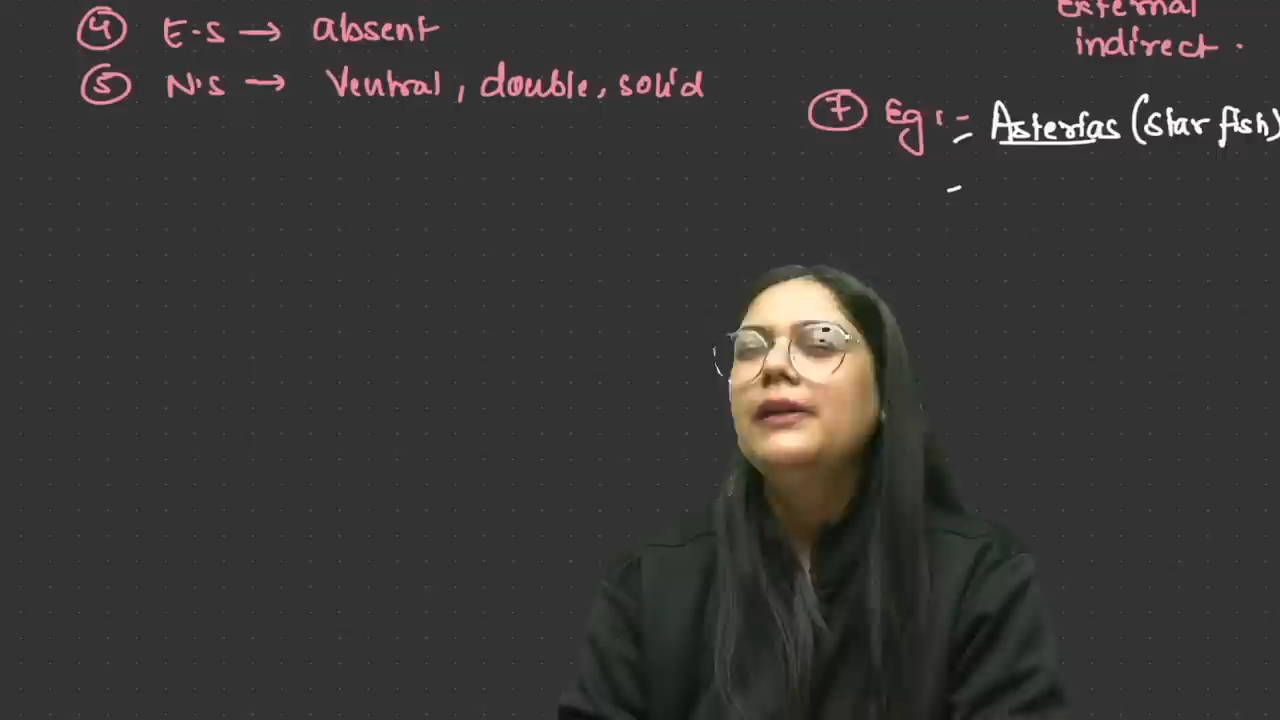 ④ E·S → absent
⑤ N·S → Ventral, double, solid
External
indirect.
⑦ Eg:- Asterias (star fish)
-